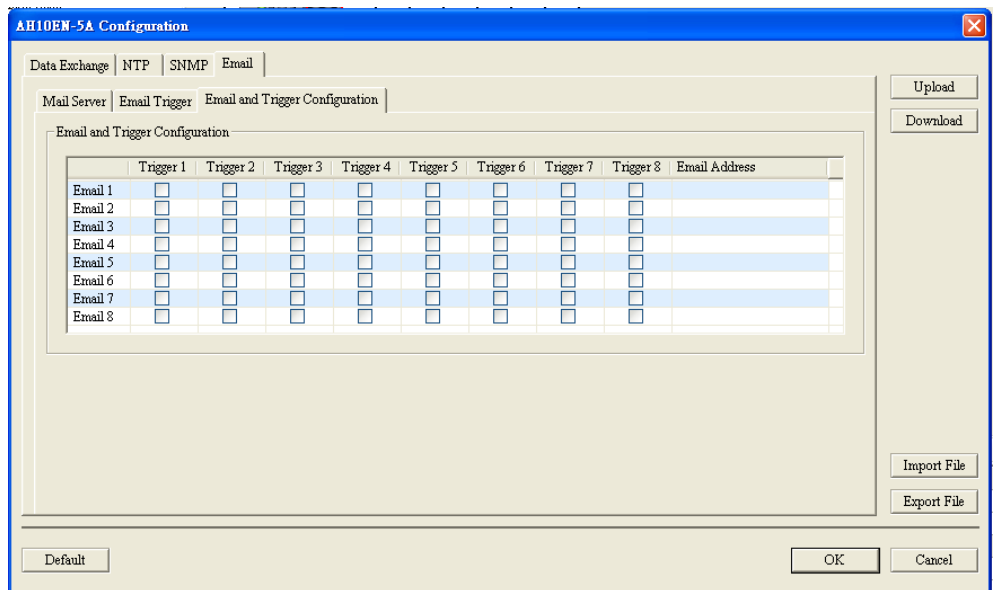 AH10EN-5A Configuration
Data Exchange NTP SNMP Email
Upload
Mail Server Email Trigger Email and Trigger Configuration
Download
Email and Trigger Configuration
Trigger 1 Trigger 2 Trigger 3 Trigger 4 Trigger 5 Trigger 6 Trigger 7 Trigger 8 Email Address
Email 1
Email 2
Email 3
Email 4
Email 5
Email 6
Email 7
Email 8
Import File
Export File
Default OK Cancel